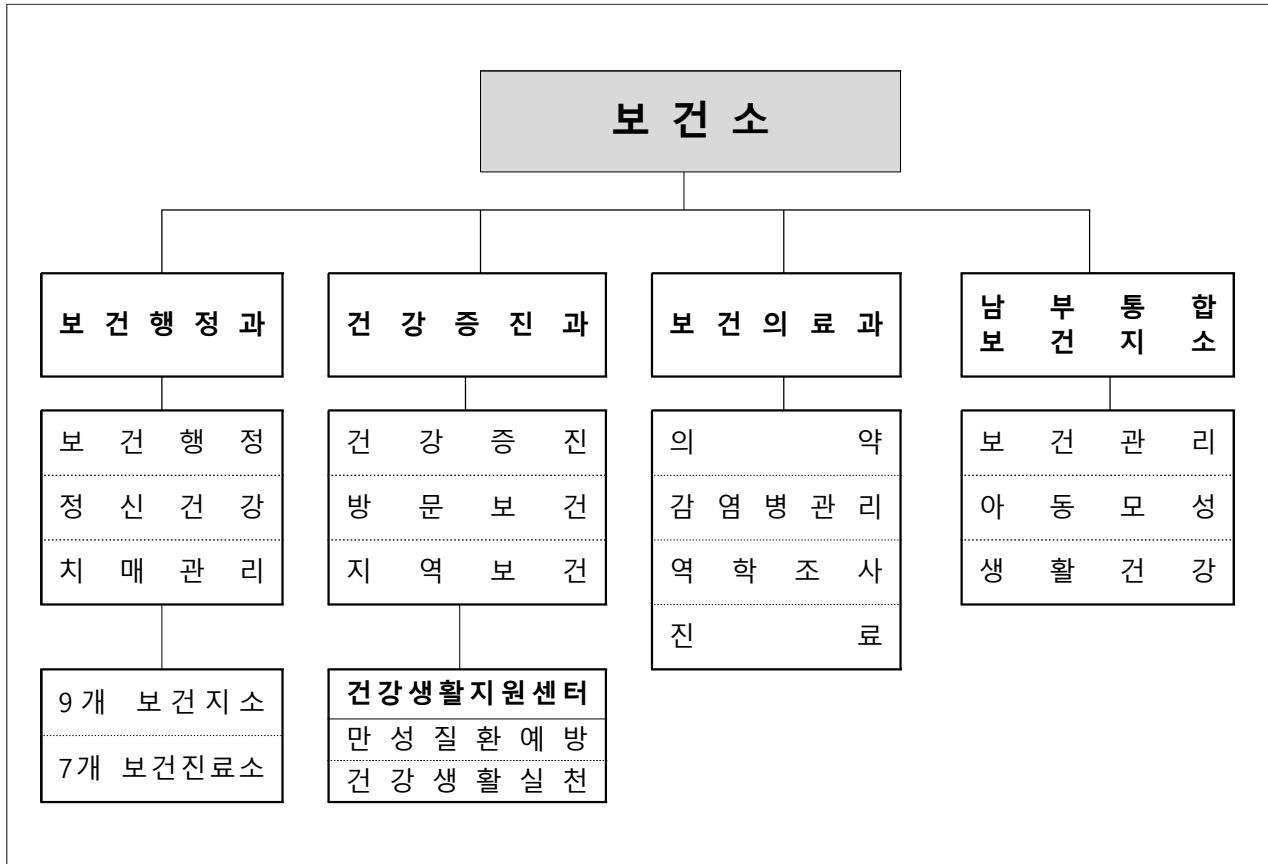 보건소
보건행정과
건강증진과
보건의료과
남부통합
보건지소
보건행정
정신건강
치매관리
건강증진
방문보건
지역보건
의약
감염병관리
역학조사
진료
보건관리
아동모성
생활건강
9개 보건지소
7개 보건진료소
건강생활지원센터
만성질환예방
건강생활실천